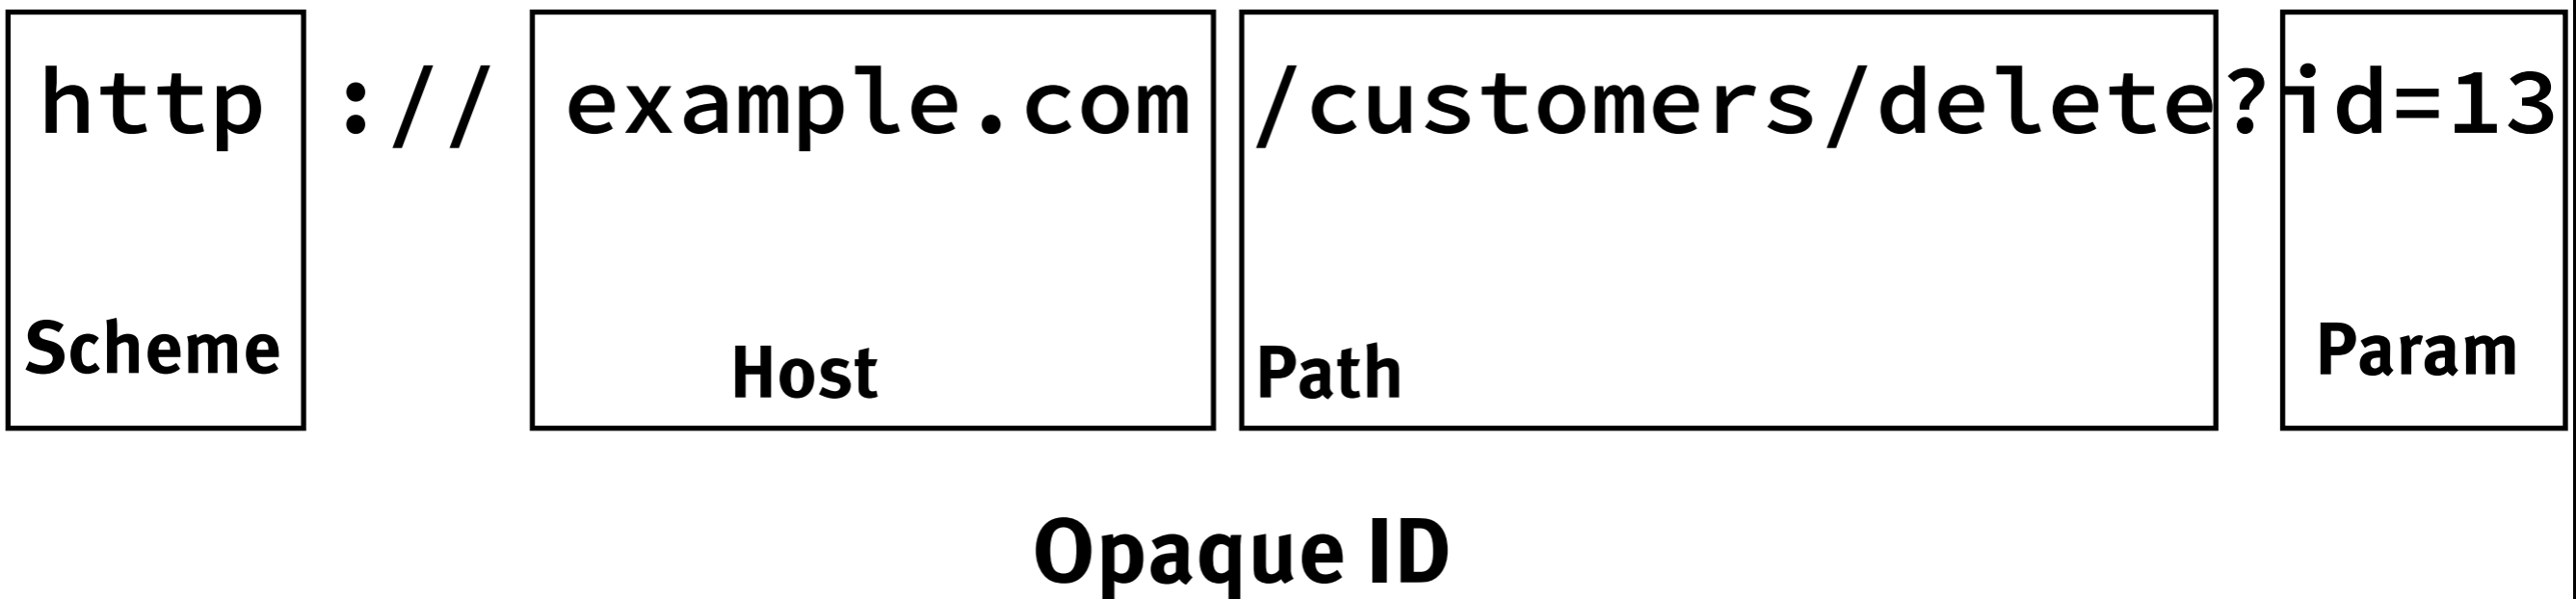 http :// example.com /customers/delete?id=13
Scheme Host Path Param
Opaque ID